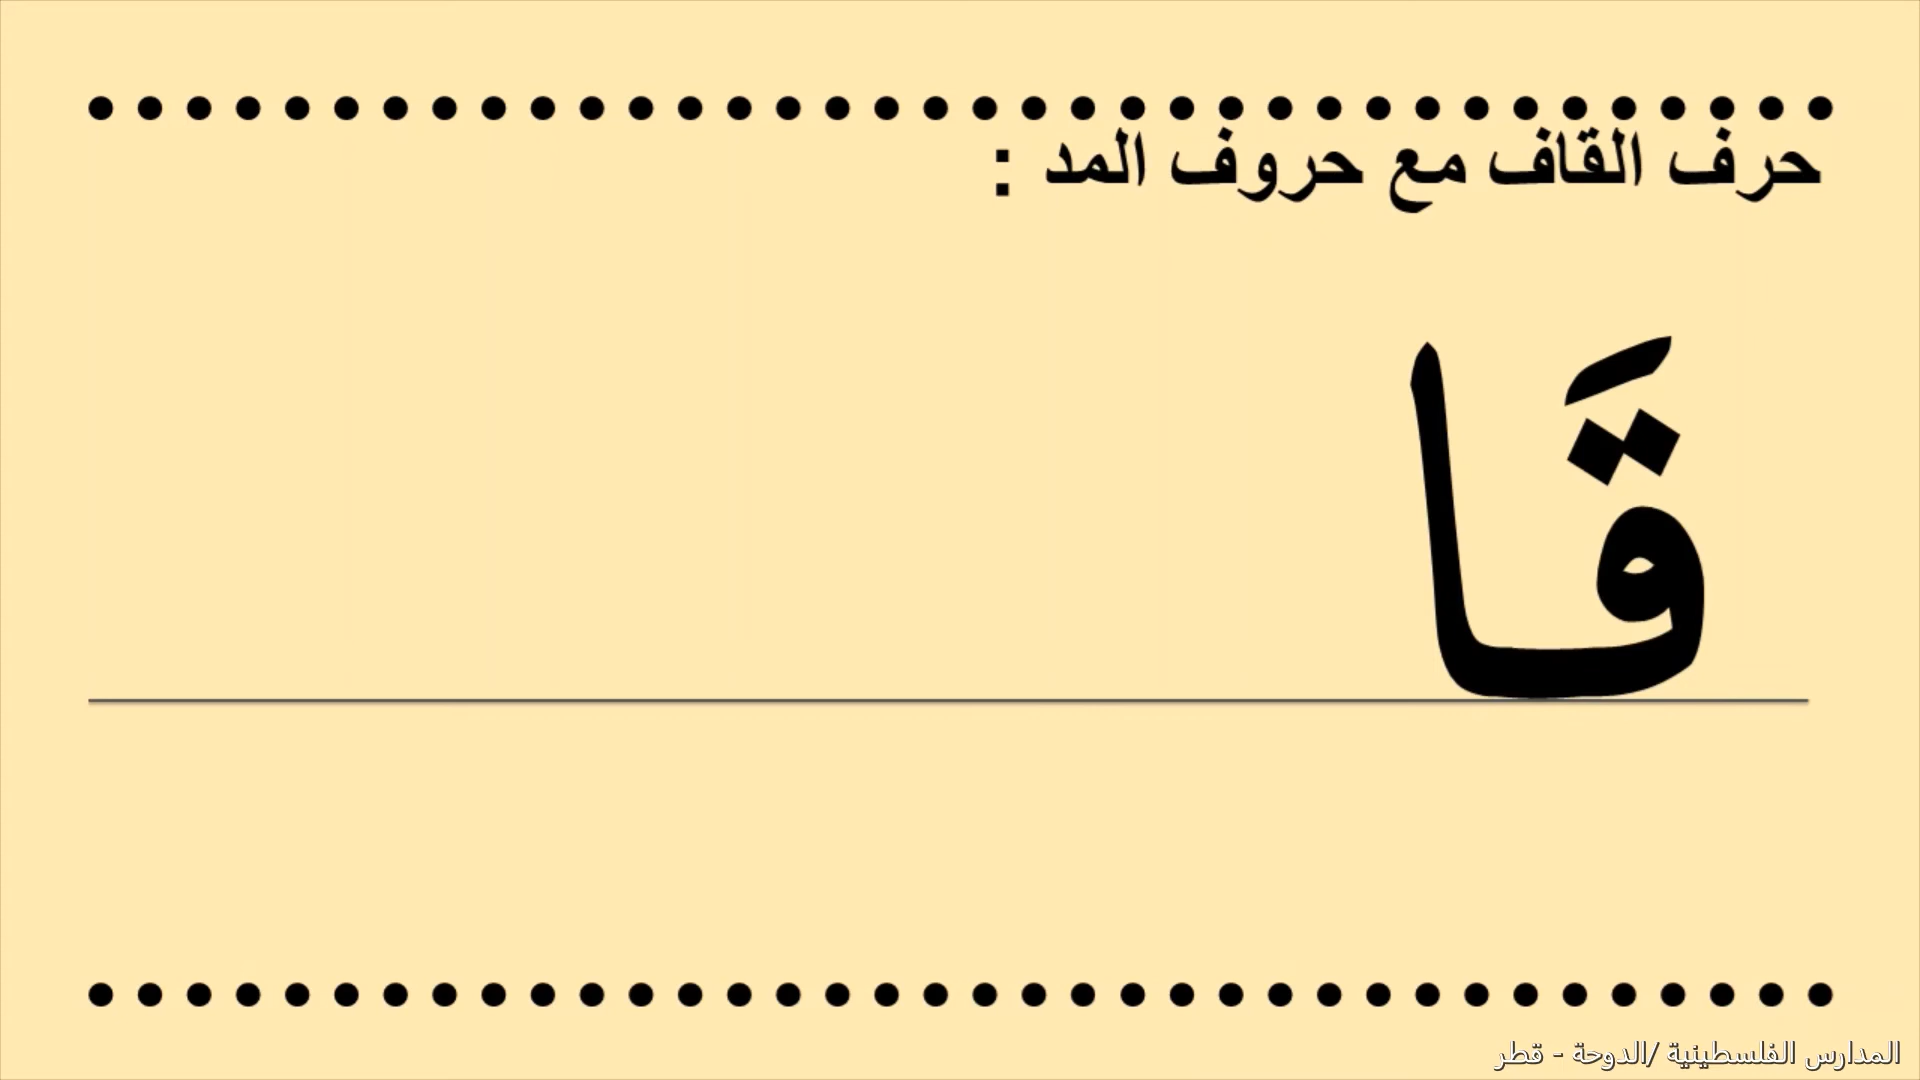 حرف القاف مع حروف المد :
قَا
المدارس الفلسطينية /الدوحة - قطر